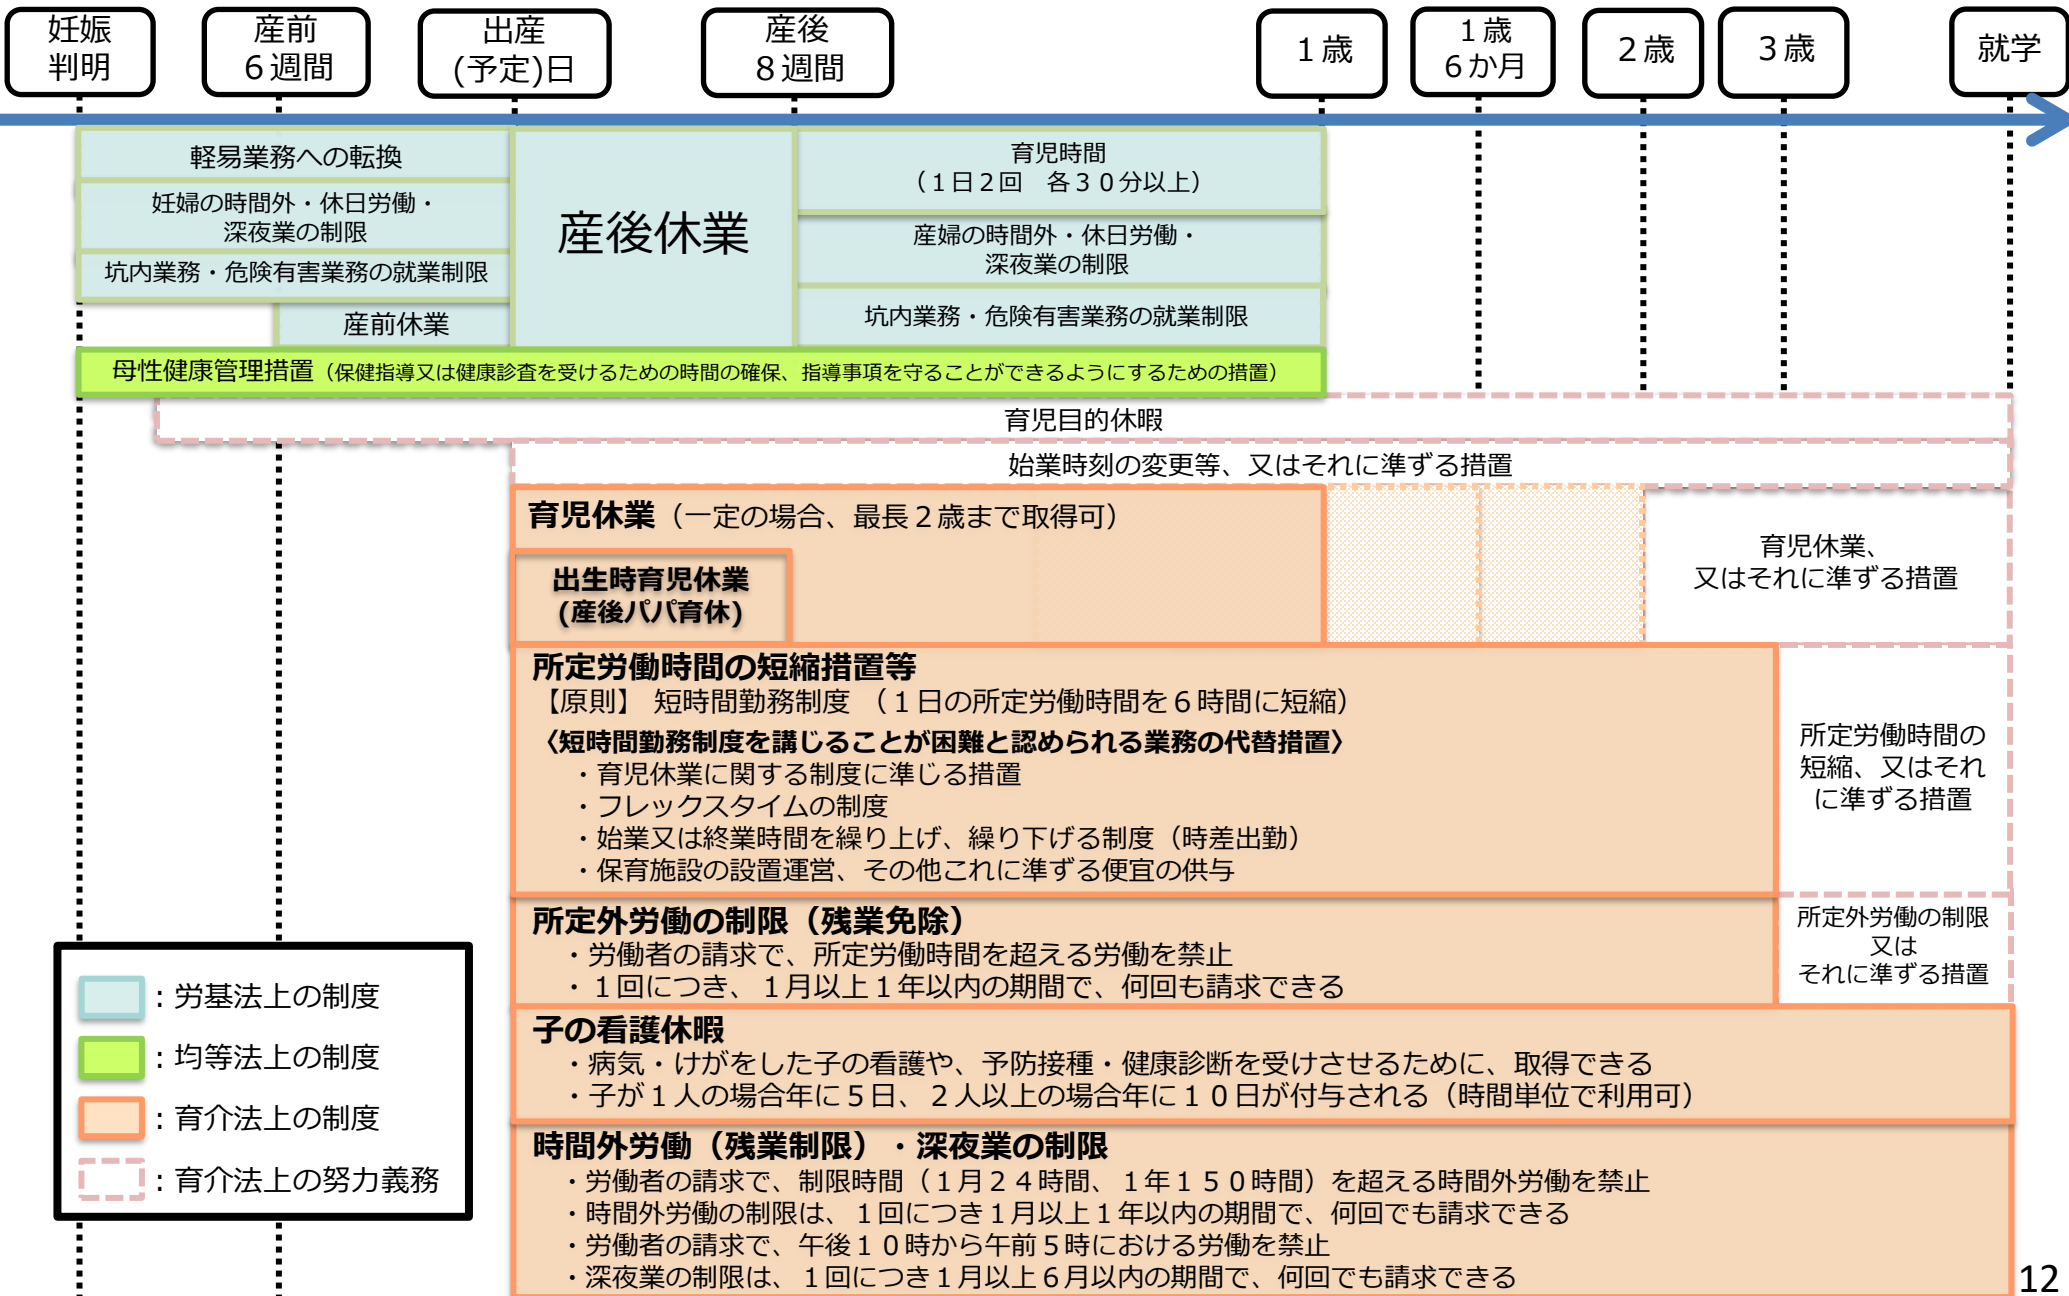 妊娠
判明
産前
６週間
出産
(予定)日
産後
８週間
１歳
１歳
６か月
２歳
３歳
就学
軽易業務への転換
妊婦の時間外・休日労働・
深夜業の制限
坑内業務・危険有害業務の就業制限
産前休業
産後休業
育児時間
（１日２回　各３０分以上）
産婦の時間外・休日労働・
深夜業の制限
坑内業務・危険有害業務の就業制限
母性健康管理措置（保健指導又は健康診査を受けるための時間の確保、指導事項を守ることができるようにするための措置）
育児目的休暇
始業時刻の変更等、又はそれに準ずる措置
育児休業（一定の場合、最長２歳まで取得可）
出生時育児休業
(産後パパ育休)
育児休業、
又はそれに準ずる措置
所定労働時間の短縮措置等
【原則】 短時間勤務制度 （１日の所定労働時間を６時間に短縮）
〈短時間勤務制度を講じることが困難と認められる業務の代替措置〉
・育児休業に関する制度に準じる措置
・フレックスタイムの制度
・始業又は終業時間を繰り上げ、繰り下げる制度（時差出勤）
・保育施設の設置運営、その他これに準ずる便宜の供与
所定労働時間の
短縮、又はそれ
に準ずる措置
所定外労働の制限（残業免除）
・労働者の請求で、所定労働時間を超える労働を禁止
・１回につき、１月以上１年以内の期間で、何回も請求できる
所定外労働の制限
又は
それに準ずる措置
子の看護休暇
・病気・けがをした子の看護や、予防接種・健康診断を受けさせるために、取得できる
・子が１人の場合年に５日、２人以上の場合年に１０日が付与される（時間単位で利用可）
時間外労働（残業制限）・深夜業の制限
・労働者の請求で、制限時間（１月２４時間、１年１５０時間）を超える時間外労働を禁止
・時間外労働の制限は、１回につき１月以上１年以内の期間で、何回でも請求できる
・労働者の請求で、午後１０時から午前５時における労働を禁止
・深夜業の制限は、１回につき１月以上６月以内の期間で、何回でも請求できる
：労基法上の制度
：均等法上の制度
：育介法上の制度
：育介法上の努力義務
12